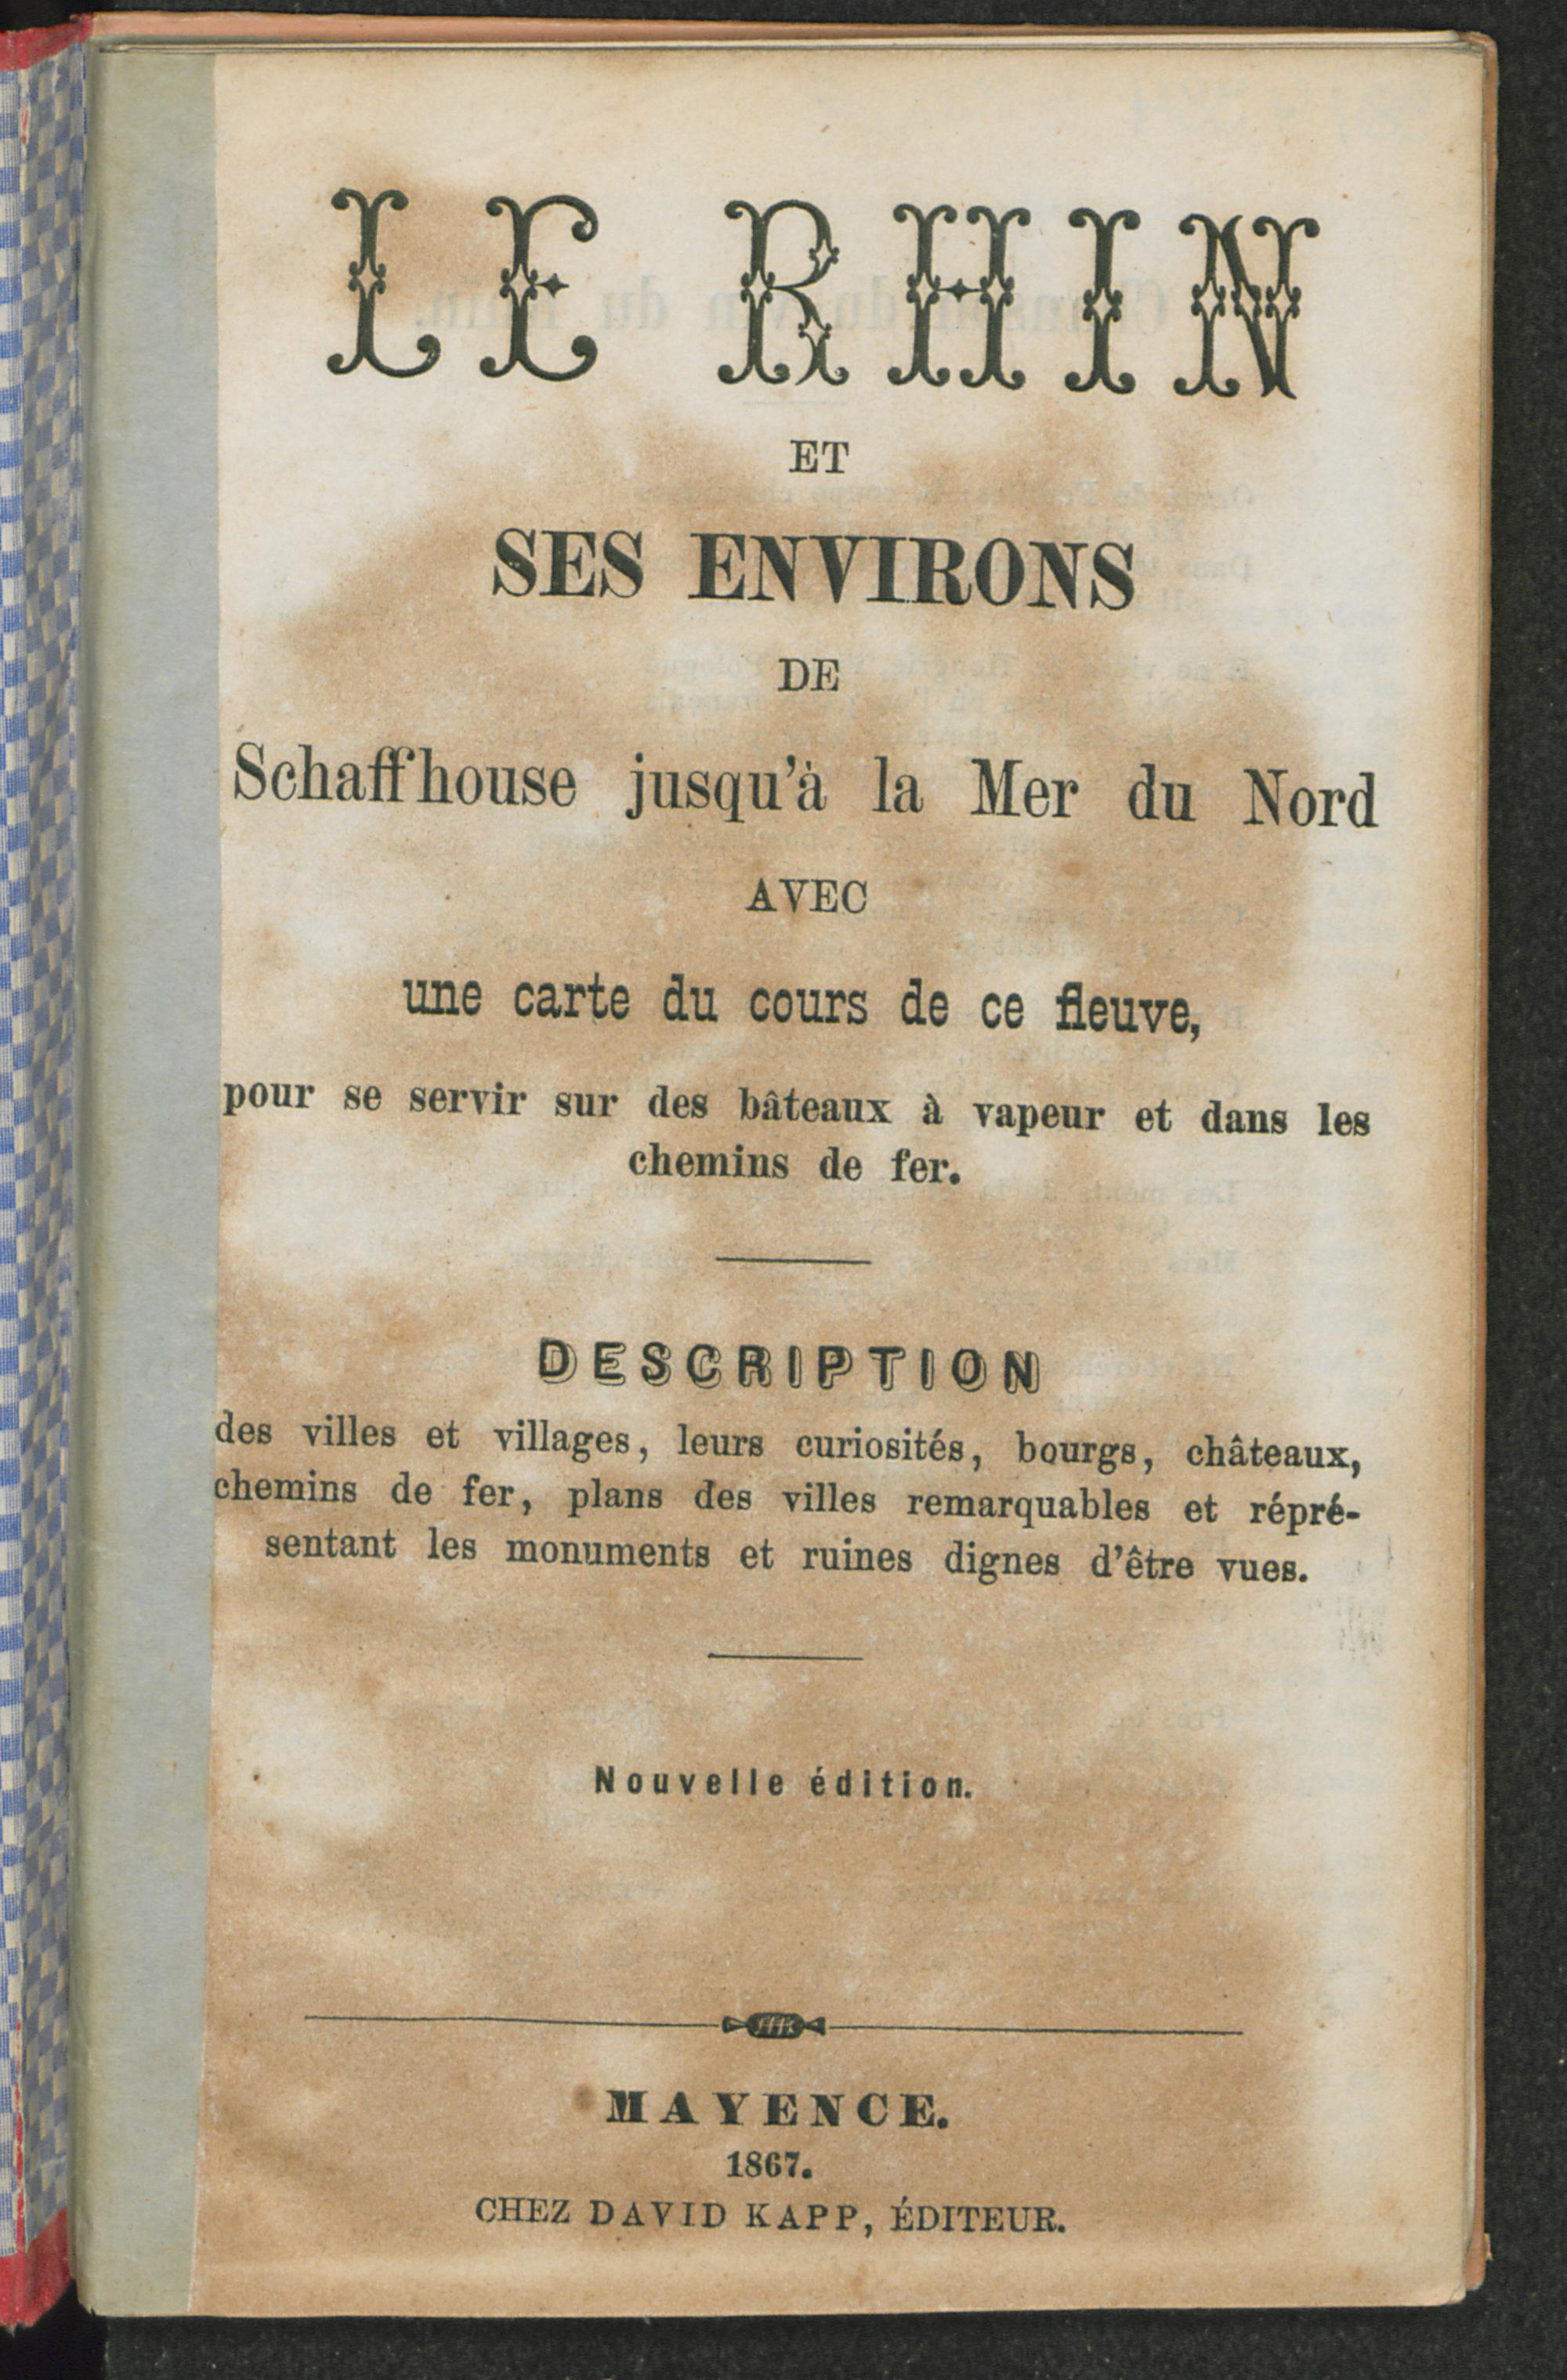 LE RHIN
ET
SES ENVIRONS
DE
Schaffhouse jusqu'à la Mer du Nord
AVEC
une carte du cours de ce fleuve,
pour se servir sur des bâteaux à vapeur et dans les
chemins de fer.
DESCRIPTION
des villes et villages, leurs curiosités, bourgs, châteaux,
chemins de fer, plans des villes remarquables et répré-
sentant les monuments et ruines dignes d'être vues.
Nouvelle édition.
MAYENCE.
1867.
CHEZ DAVID KAPP, ÉDITEUR.